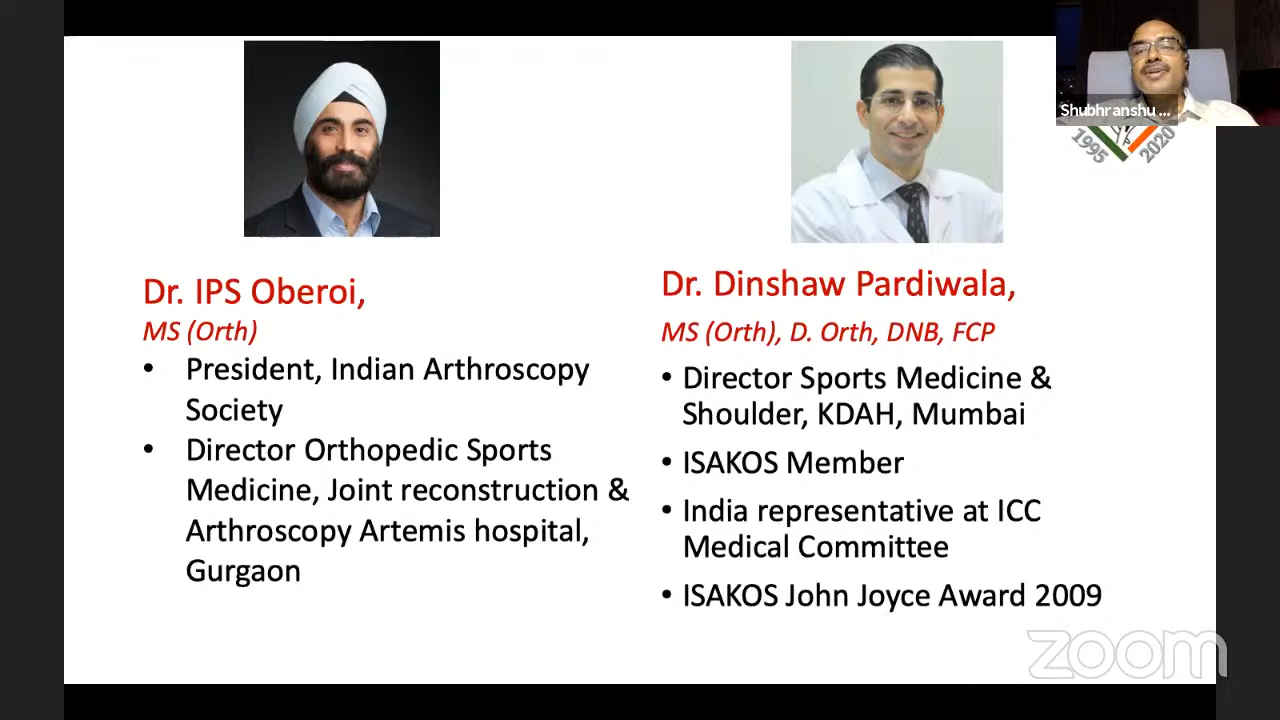 Shubhranshu ...
1995
2020
Dr. IPS Oberoi,
MS (Orth)
• President, Indian Arthroscopy
Society
• Director Orthopedic Sports
Medicine, Joint reconstruction &
Arthroscopy Artemis hospital,
Gurgaon
Dr. Dinshaw Pardiwala,
MS (Orth), D. Orth, DNB, FCP
• Director Sports Medicine &
Shoulder, KDAH, Mumbai
• ISAKOS Member
• India representative at ICC
Medical Committee
• ISAKOS John Joyce Award 2009
zoom